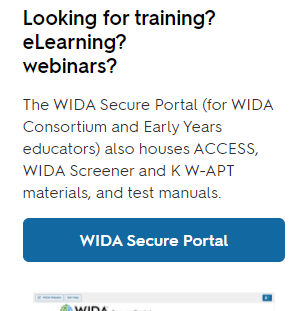 Looking for training?
eLearning?
webinars?
The WIDA Secure Portal (for WIDA
Consortium and Early Years
educators) also houses ACCESS,
WIDA Screener and K W-APT
materials, and test manuals.
WIDA Secure Portal
WIDA